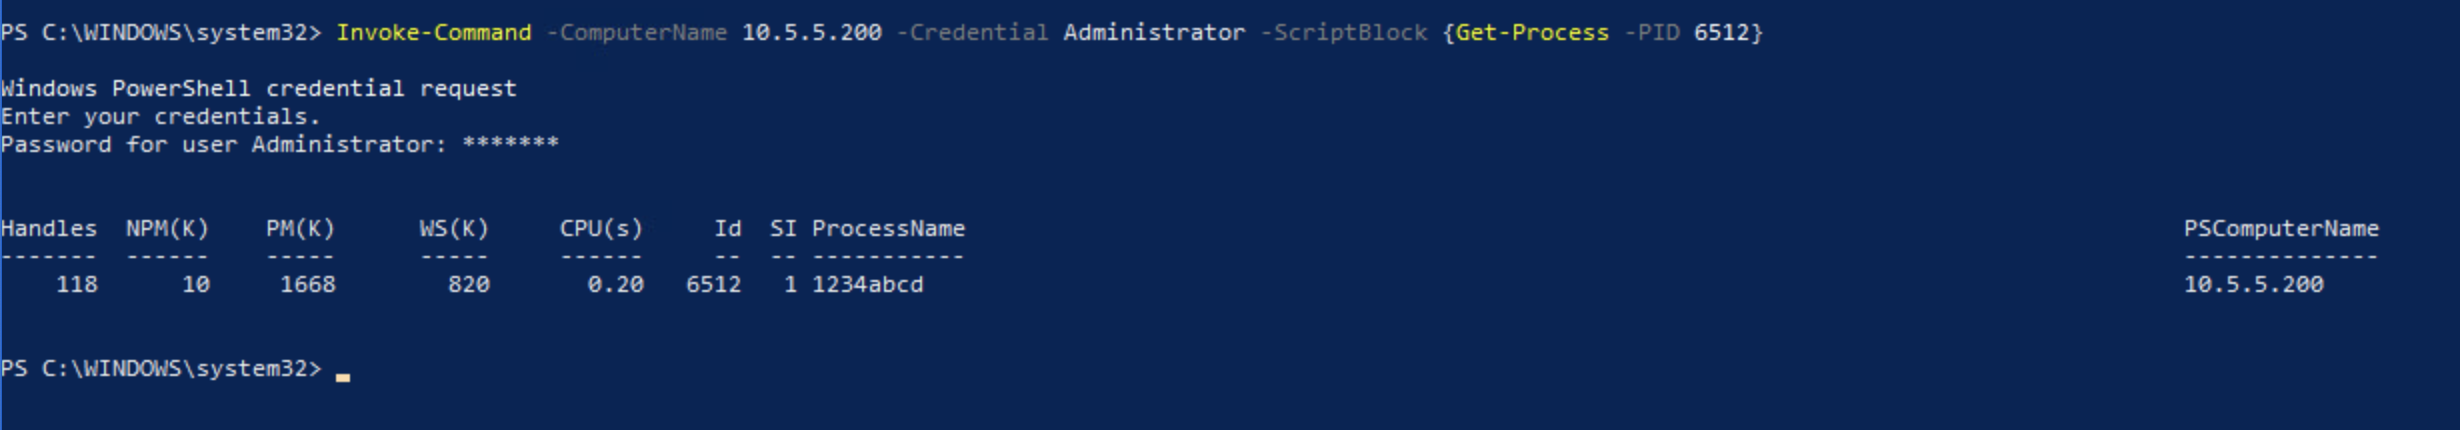 PS C:\WINDOWS\system32> Invoke-Command -ComputerName 10.5.5.200 -Credential Administrator -ScriptBlock {Get-Process -PID 6512}
Windows PowerShell credential request
Enter your credentials.
Password for user Administrator: *******
Handles  NPM(K)    PM(K)      WS(K)     CPU(s)     Id  SI ProcessName                                                                                       PSComputerName
-------  ------    -----      -----     ------     --  -- -----------                                                                                       --------------
    118      10     1668        820       0.20   6512   1 1234abcd                                                                                          10.5.5.200
PS C:\WINDOWS\system32>